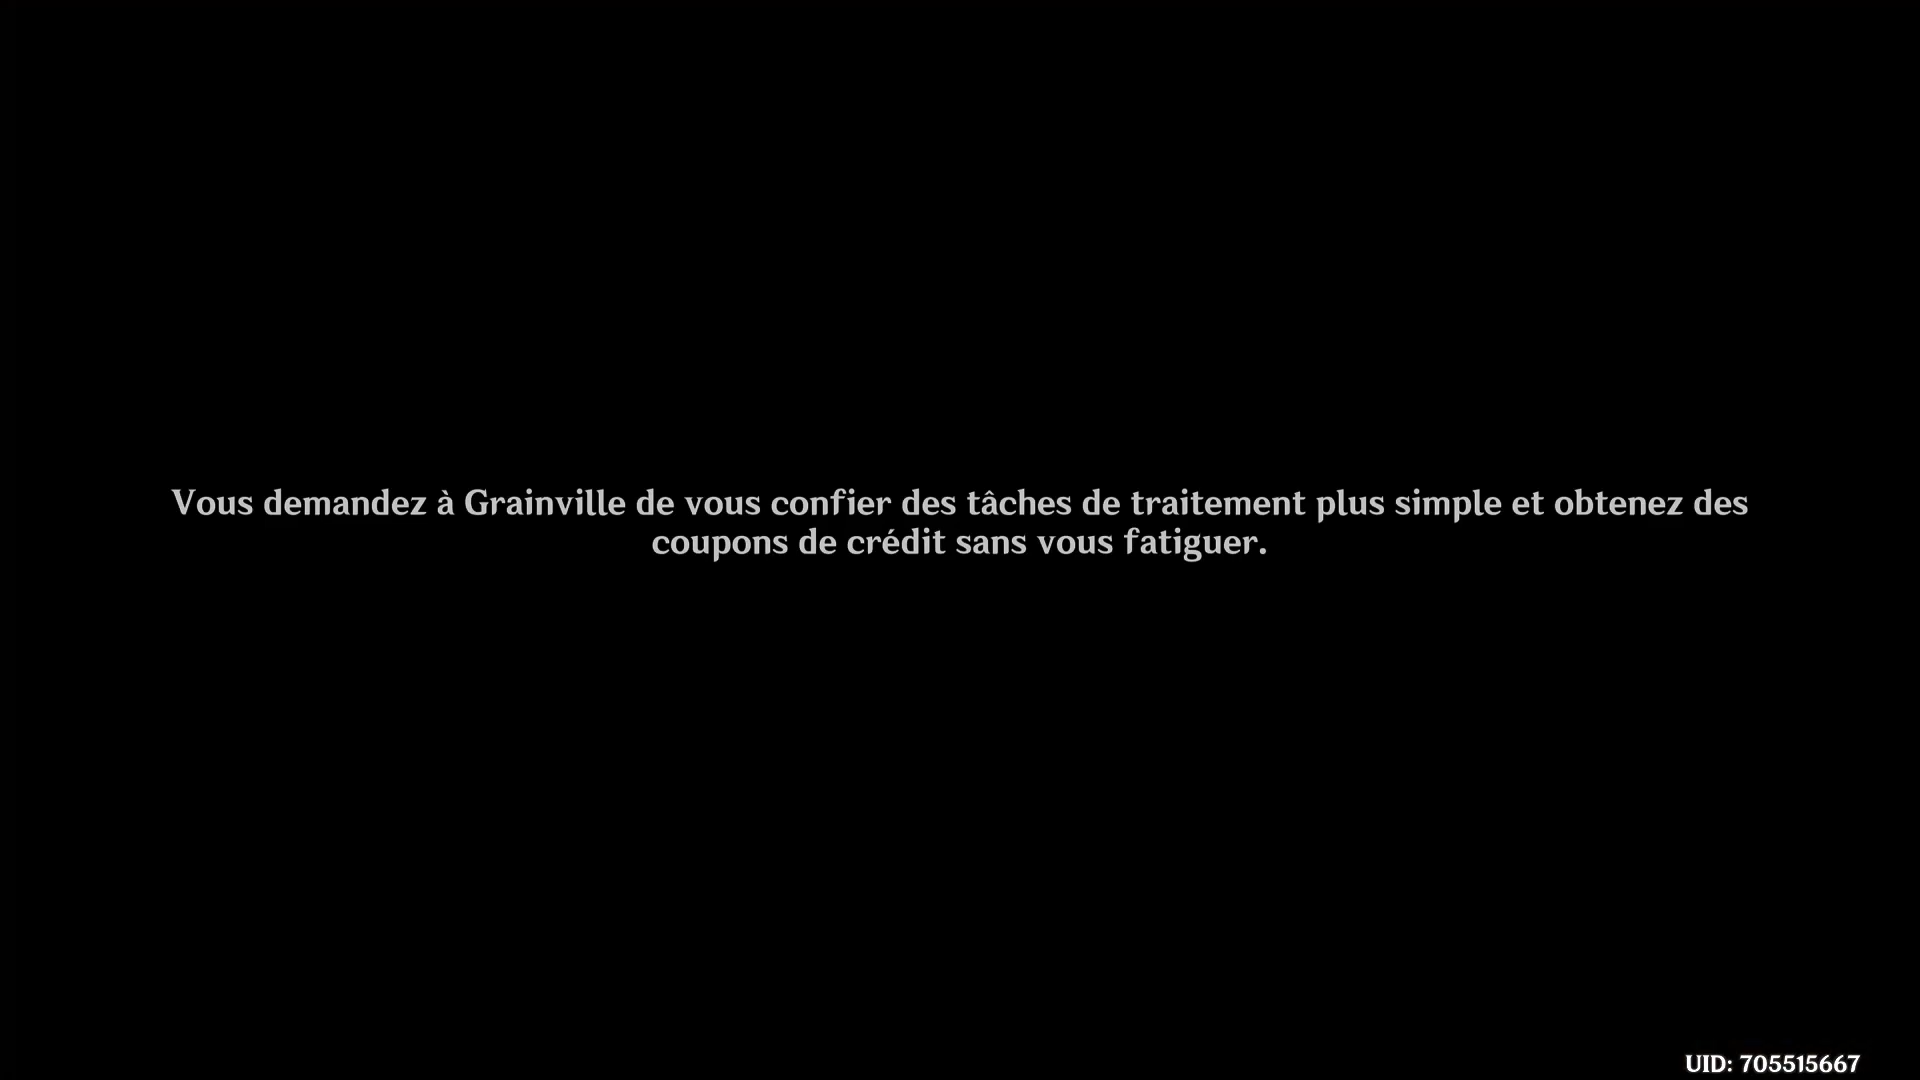 Vous demandez à Grainville de vous confier des tâches de traitement plus simple et obtenez des
coupons de crédit sans vous fatiguer.
UID: 705515667